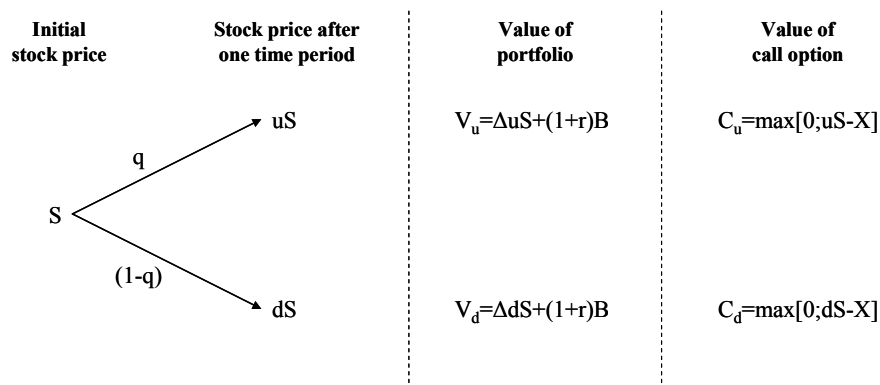 Initial
stock price
Stock price after
one time period
Value of
portfolio
Value of
call option
uS
V_u=ΔuS+(1+r)B
C_u=max[0;uS-X]
q
S
(1-q)
dS
V_d=ΔdS+(1+r)B
C_d=max[0;dS-X]